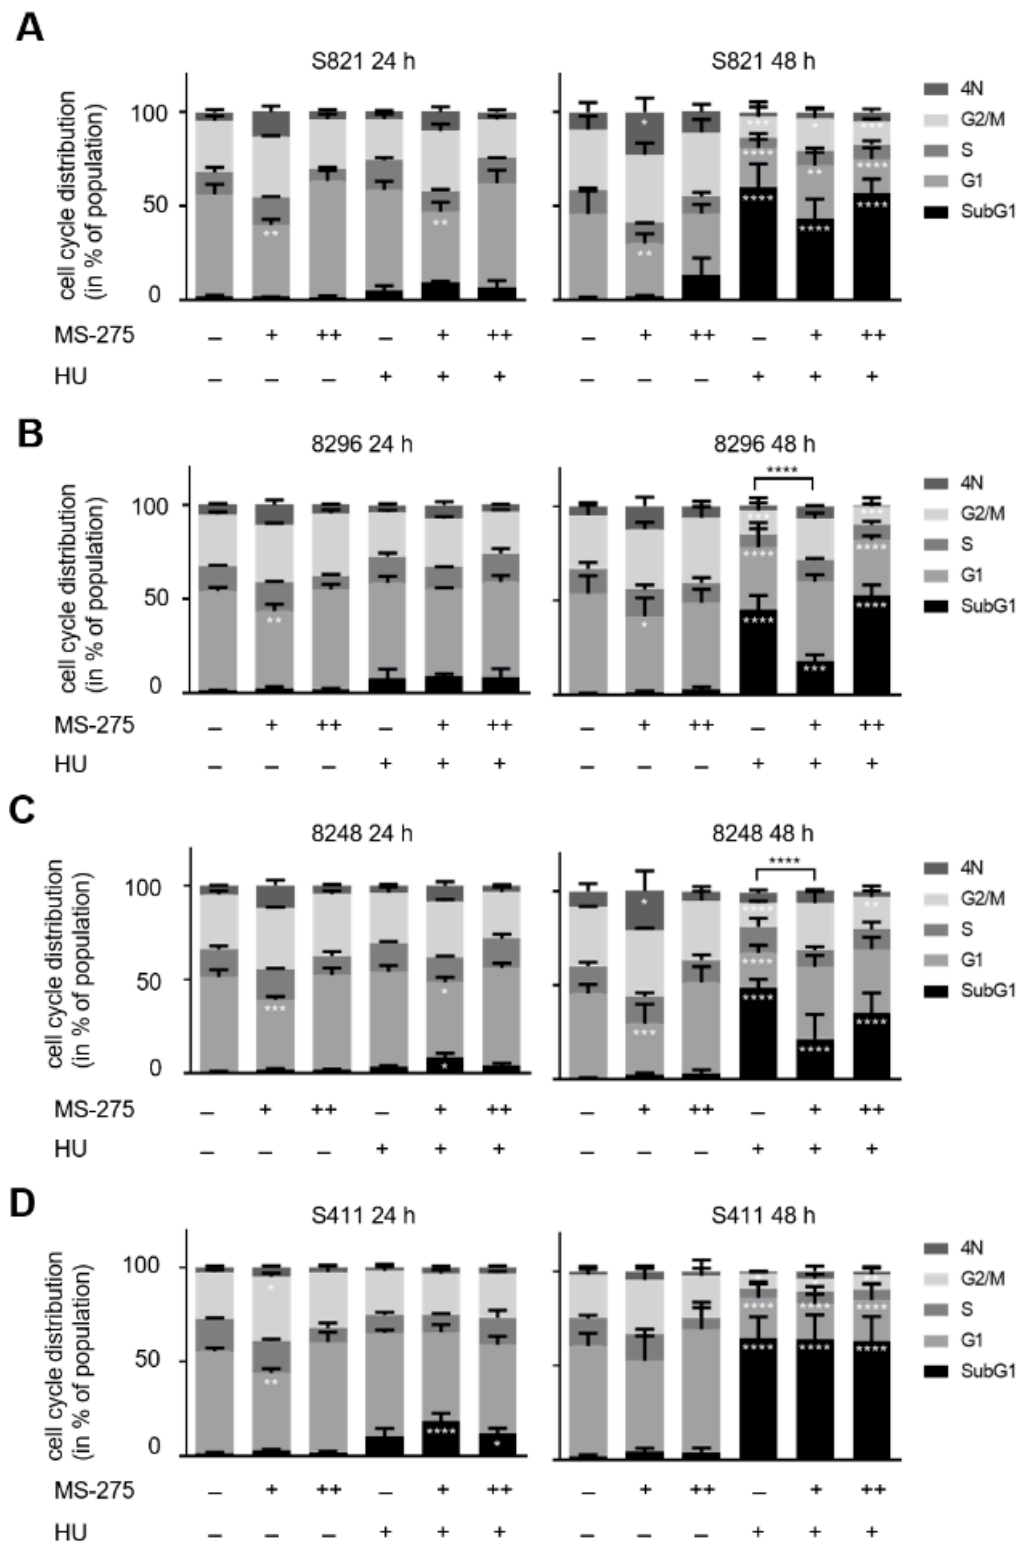 A
S821 24 h
S821 48 h
cell cycle distribution
(in % of population)
100
50
0
4N
G2/M
S
G1
SubG1
** **
* ** **** *** **** * ** **** *** **** ****
MS-275 – + ++ – + ++ – + ++ – + ++
HU – – – + + + – – – + + +
B
8296 24 h
8296 48 h
cell cycle distribution
(in % of population)
100
50
0
****
4N
G2/M
S
G1
SubG1
**
* *** **** **** *** *** **** ****
MS-275 – + ++ – + ++ – + ++ – + ++
HU – – – + + + – – – + + +
C
8248 24 h
8248 48 h
cell cycle distribution
(in % of population)
100
50
0
****
4N
G2/M
S
G1
SubG1
*** * *
* *** **** **** **** **** ** ****
MS-275 – + ++ – + ++ – + ++ – + ++
HU – – – + + + – – – + + +
D
S411 24 h
S411 48 h
cell cycle distribution
(in % of population)
100
50
0
4N
G2/M
S
G1
SubG1
* ** **** *
**** **** **** **** **** ****
MS-275 – + ++ – + ++ – + ++ – + ++
HU – – – + + + – – – + + +